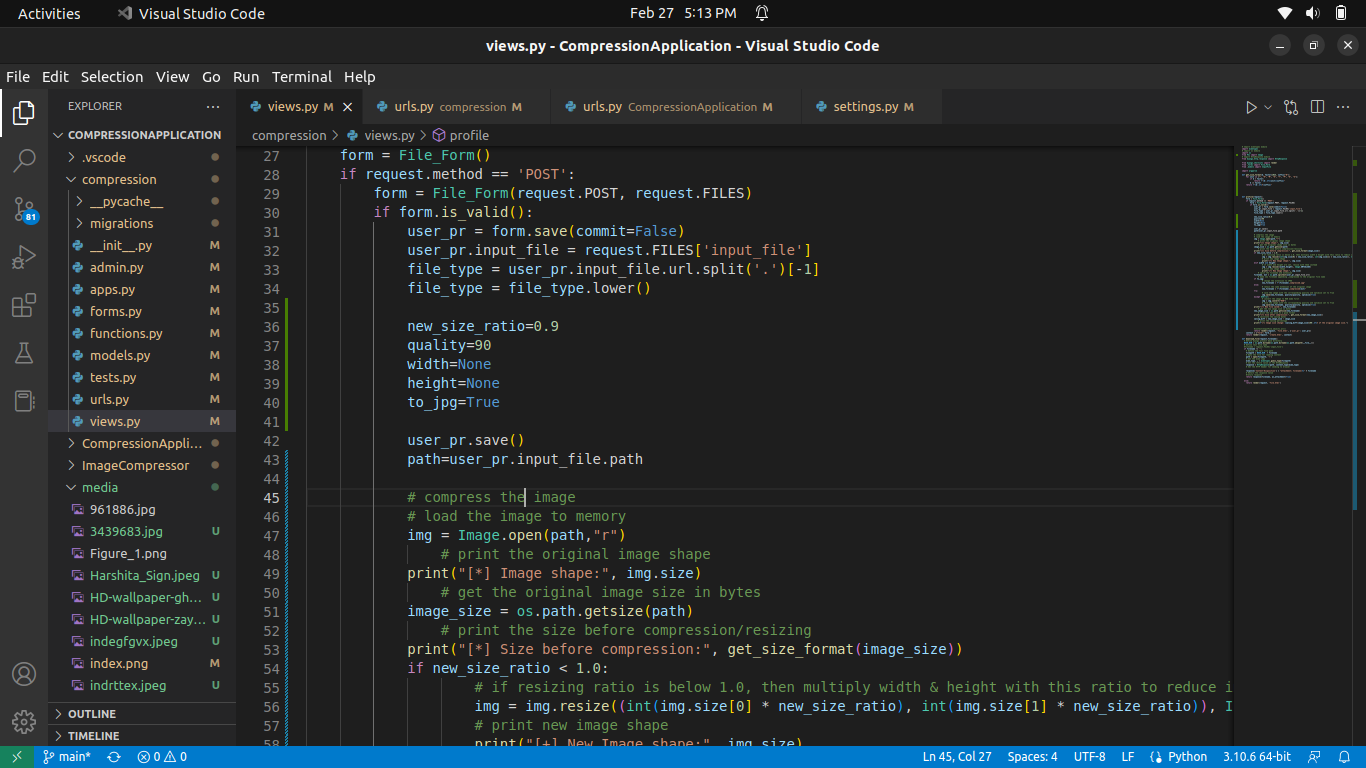 Activities Visual Studio Code Feb 27 5:13 PM
views.py - CompressionApplication - Visual Studio Code
File Edit Selection View Go Run Terminal Help
EXPLORER ···
COMPRESSIONAPPLICATION
.vscode
compression
__pycache__
migrations
__init__.py M
admin.py M
apps.py M
forms.py M
functions.py M
models.py M
tests.py M
urls.py M
views.py M
CompressionAppli...
ImageCompressor
media
961886.jpg
3439683.jpg U
Figure_1.png
Harshita_Sign.jpeg U
HD-wallpaper-gh... U
HD-wallpaper-zay... U
indegfgvx.jpeg U
index.png M
indrttex.jpeg U
OUTLINE
TIMELINE
81
views.py M urls.py compression M urls.py CompressionApplication M settings.py M
compression > views.py > profile
27 form = File_Form()
28 if request.method == 'POST':
29 form = File_Form(request.POST, request.FILES)
30 if form.is_valid():
31 user_pr = form.save(commit=False)
32 user_pr.input_file = request.FILES['input_file']
33 file_type = user_pr.input_file.url.split('.')[-1]
34 file_type = file_type.lower()
35
36 new_size_ratio=0.9
37 quality=90
38 width=None
39 height=None
40 to_jpg=True
41
42 user_pr.save()
43 path=user_pr.input_file.path
44
45 # compress the image
46 # load the image to memory
47 img = Image.open(path,"r")
48 # print the original image shape
49 print("[*] Image shape:", img.size)
50 # get the original image size in bytes
51 image_size = os.path.getsize(path)
52 # print the size before compression/resizing
53 print("[*] Size before compression:", get_size_format(image_size))
54 if new_size_ratio < 1.0:
55 # if resizing ratio is below 1.0, then multiply width & height with this ratio to reduce i
56 img = img.resize((int(img.size[0] * new_size_ratio), int(img.size[1] * new_size_ratio)), I
57 # print new image shape
58 print("[+] New Image shape:", img.size)
main* 0 0 Ln 45, Col 27 Spaces: 4 UTF-8 LF Python 3.10.6 64-bit